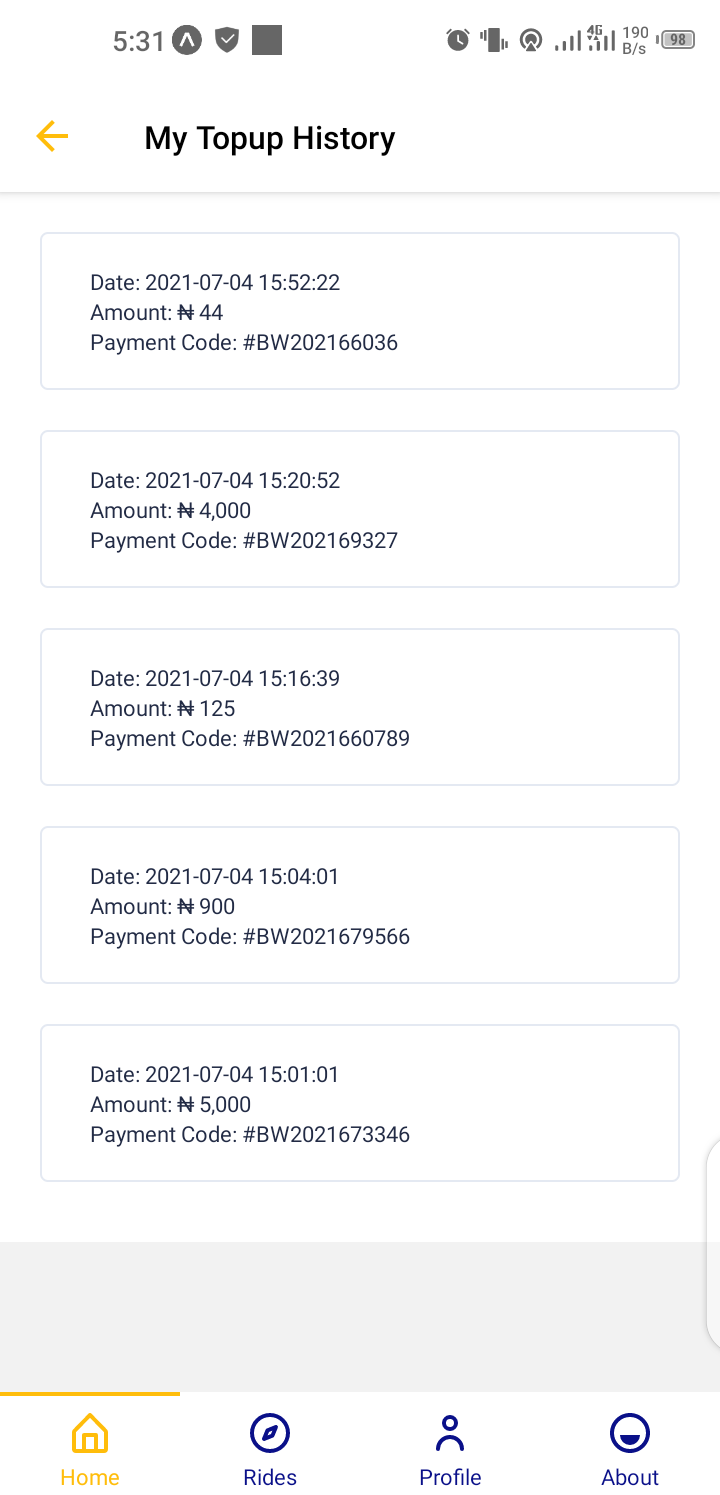 5:31
4G
190
B/s
98
My Topup History
Date: 2021-07-04 15:52:22
Amount: ₦ 44
Payment Code: #BW202166036
Date: 2021-07-04 15:20:52
Amount: ₦ 4,000
Payment Code: #BW202169327
Date: 2021-07-04 15:16:39
Amount: ₦ 125
Payment Code: #BW2021660789
Date: 2021-07-04 15:04:01
Amount: ₦ 900
Payment Code: #BW2021679566
Date: 2021-07-04 15:01:01
Amount: ₦ 5,000
Payment Code: #BW2021673346
Home Rides Profile About